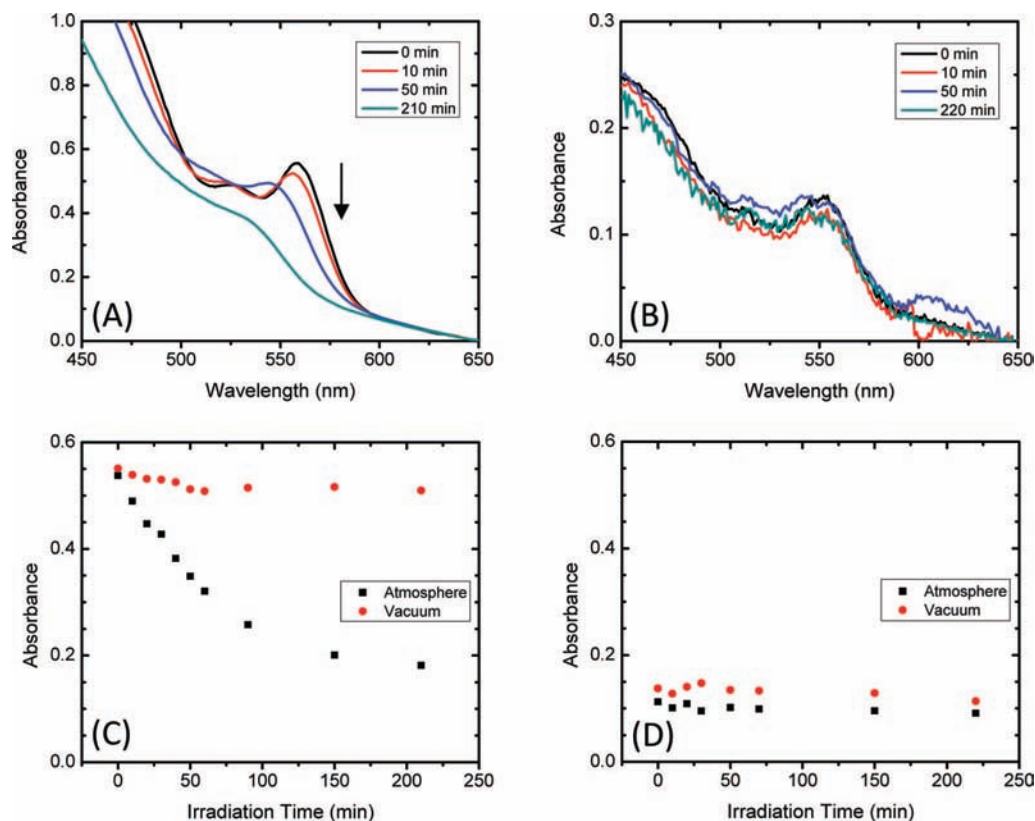 1.0
0.8
0.6
0.4
0.2
0.0
Absorbance
0 min
10 min
50 min
210 min
(A)
450 500 550 600 650
Wavelength (nm)
0.3
0.2
0.1
0.0
Absorbance
0 min
10 min
50 min
220 min
(B)
450 500 550 600 650
Wavelength (nm)
0.6
0.4
0.2
0.0
Absorbance
Atmosphere
Vacuum
(C)
0 50 100 150 200 250
Irradiation Time (min)
0.6
0.4
0.2
0.0
Absorbance
Atmosphere
Vacuum
(D)
0 50 100 150 200 250
Irradiation Time (min)